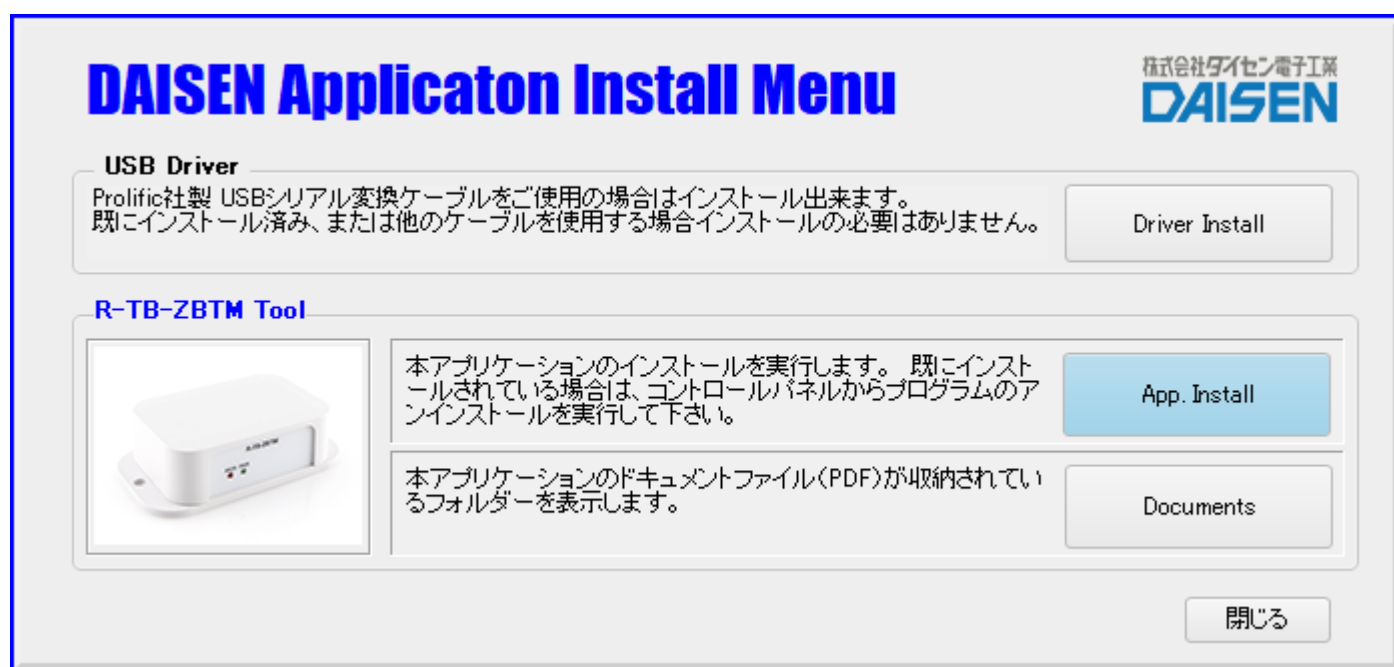 DAISEN Applicaton Install Menu
株式会社ダイセン電子工業
DAISEN
USB Driver
Prolific社製 USBシリアル変換ケーブルをご使用の場合はインストール出来ます。
既にインストール済み、または他のケーブルを使用する場合インストールの必要はありません。
Driver Install
R-TB-ZBTM Tool
本アプリケーションのインストールを実行します。 既にインスト
ールされている場合は、コントロールパネルからプログラムのア
ンインストールを実行して下さい。
App. Install
本アプリケーションのドキュメントファイル(PDF)が収納されてい
るフォルダーを表示します。
Documents
閉じる